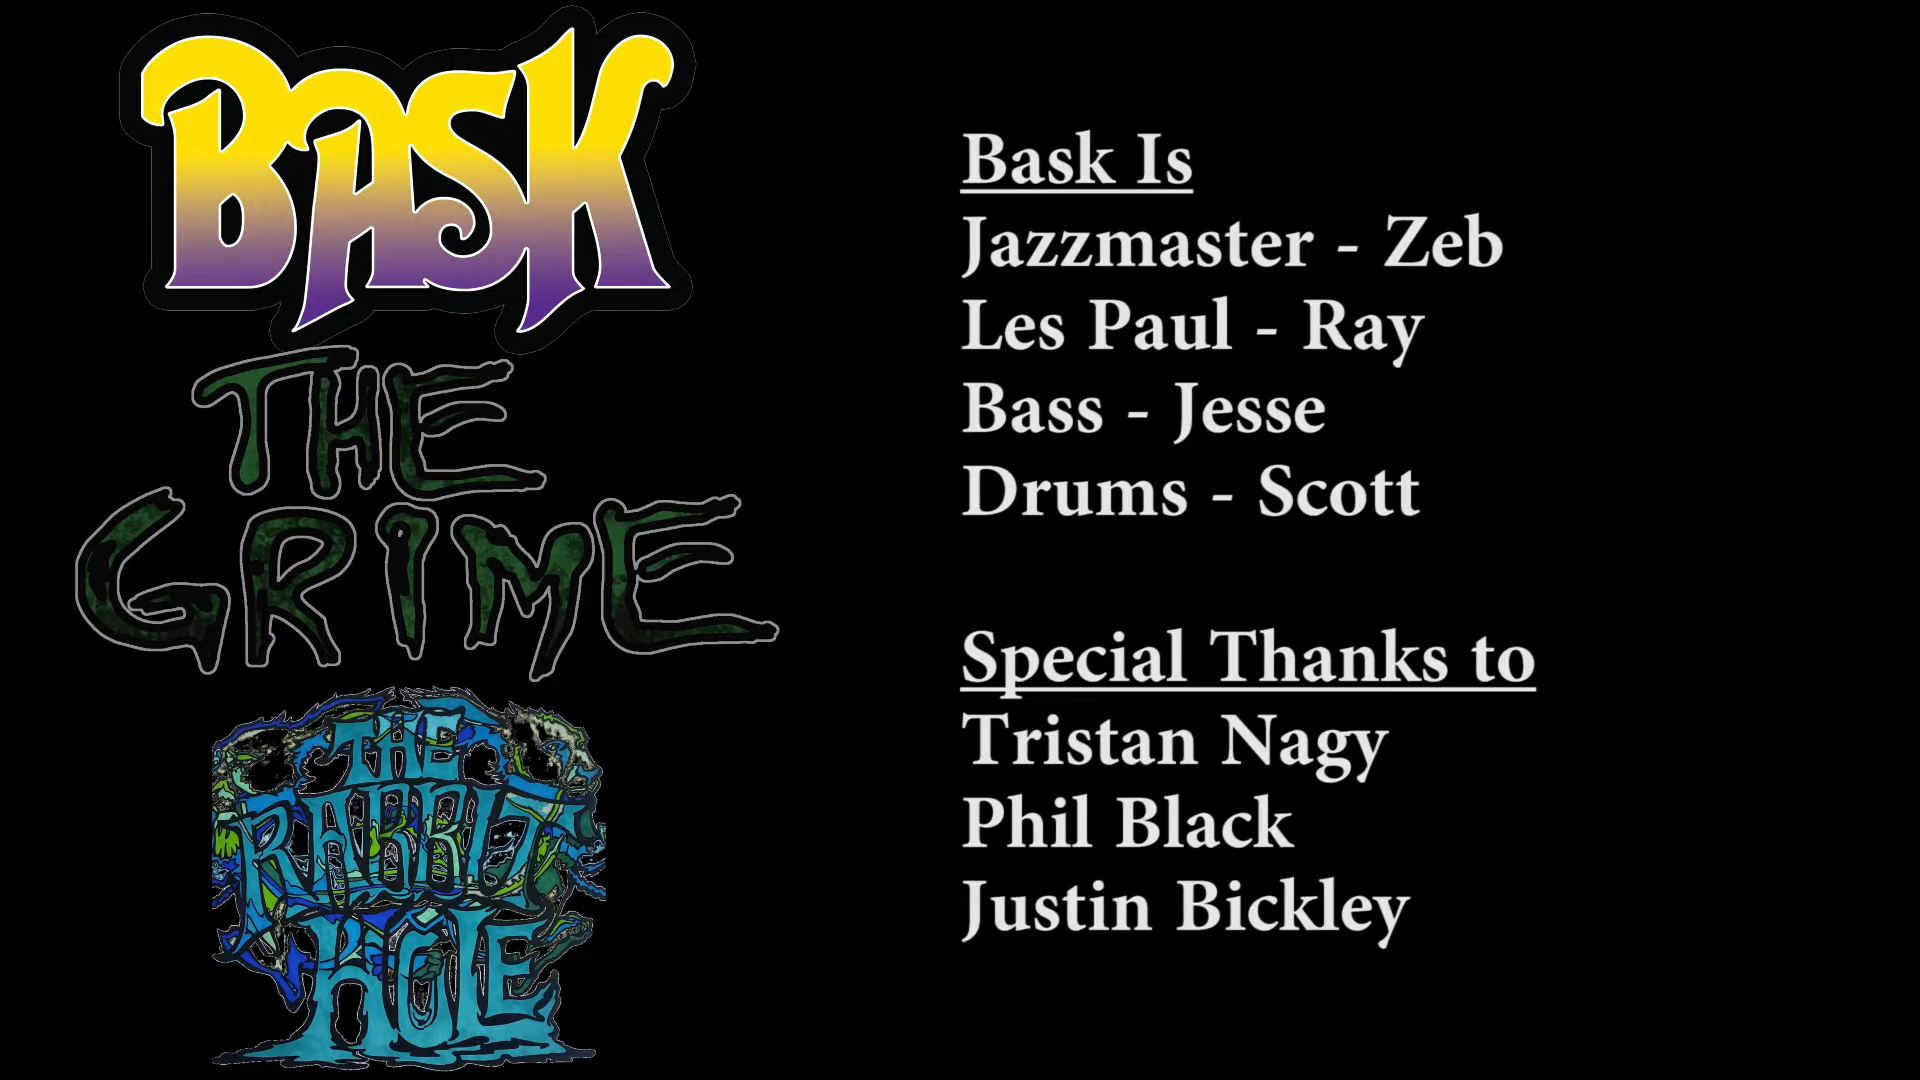 BASK
THE
GRIME
THE
RABBIT
HOLE
Bask Is
Jazzmaster - Zeb
Les Paul - Ray
Bass - Jesse
Drums - Scott
Special Thanks to
Tristan Nagy
Phil Black
Justin Bickley